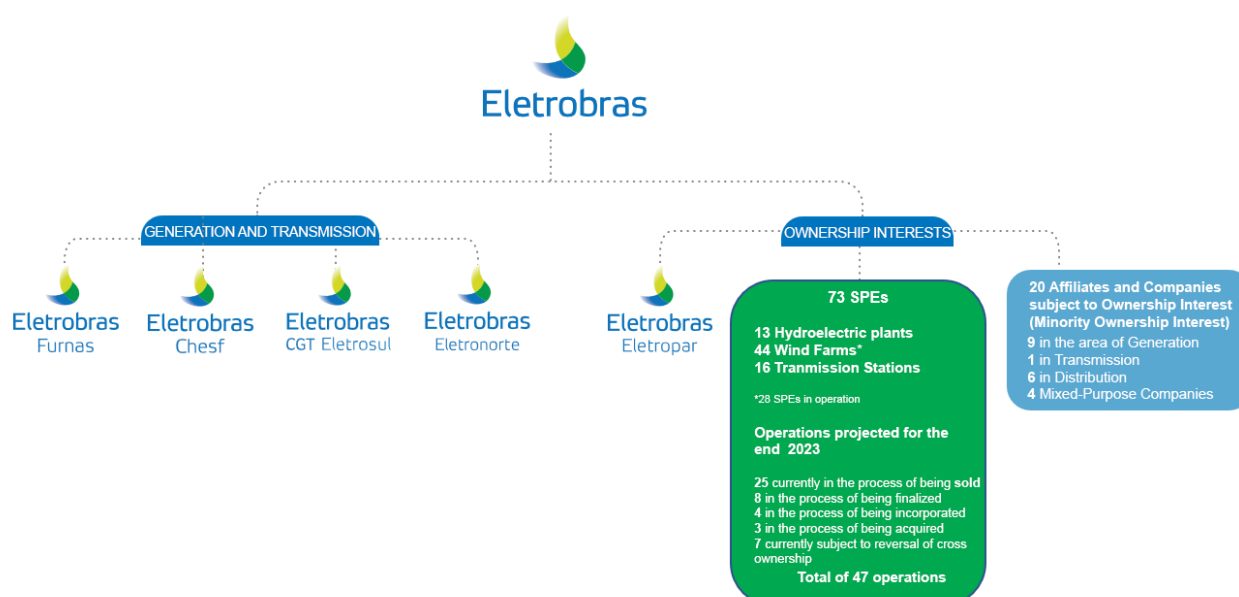 Eletrobras
GENERATION AND TRANSMISSION
OWNERSHIP INTERESTS
Eletrobras
Furnas
Eletrobras
Chesf
Eletrobras
CGT Eletrosul
Eletrobras
Eletronorte
Eletrobras
Eletropar
73 SPEs
13 Hydroelectric plants
44 Wind Farms*
16 Tranmission Stations
*28 SPEs in operation
Operations projected for the
end 2023
25 currently in the process of being sold
8 in the process of being finalized
4 in the process of being incorporated
3 in the process of being acquired
7 currently subject to reversal of cross
ownership
Total of 47 operations
20 Affiliates and Companies
subject to Ownership Interest
(Minority Ownership Interest)
9 in the area of Generation
1 in Transmission
6 in Distribution
4 Mixed-Purpose Companies